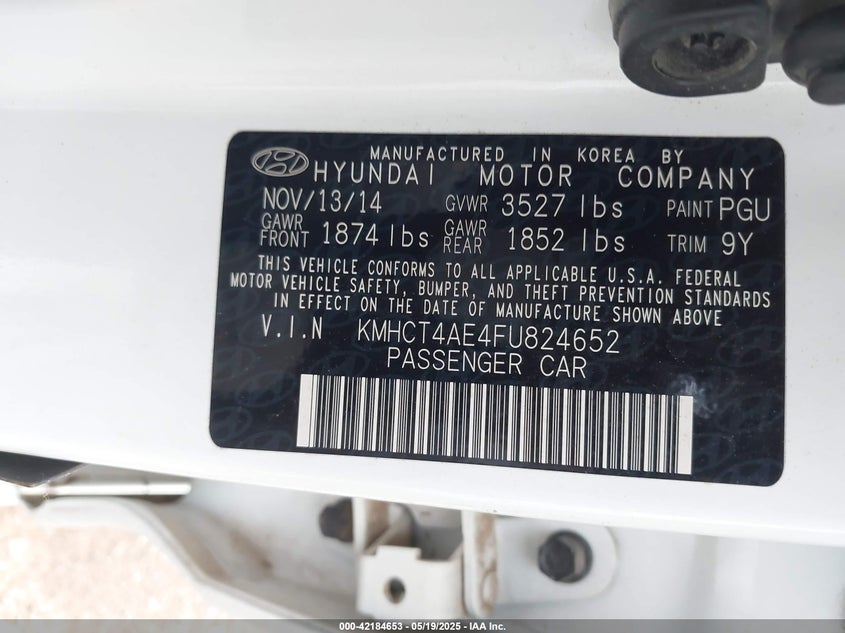 MANUFACTURED IN KOREA BY
HYUNDAI MOTOR COMPANY
NOV/13/14 GVWR 3527 lbs PAINT PGU
GAWR FRONT 1874 lbs GAWR REAR 1852 lbs TRIM 9Y
THIS VEHICLE CONFORMS TO ALL APPLICABLE U.S.A. FEDERAL
MOTOR VEHICLE SAFETY, BUMPER, AND THEFT PREVENTION STANDARDS
IN EFFECT ON THE DATE OF MANUFACTURE SHOWN ABOVE
V.I.N KMHCT4AE4FU824652
PASSENGER CAR
000-42184653 - 05/19/2025 - IAA Inc.